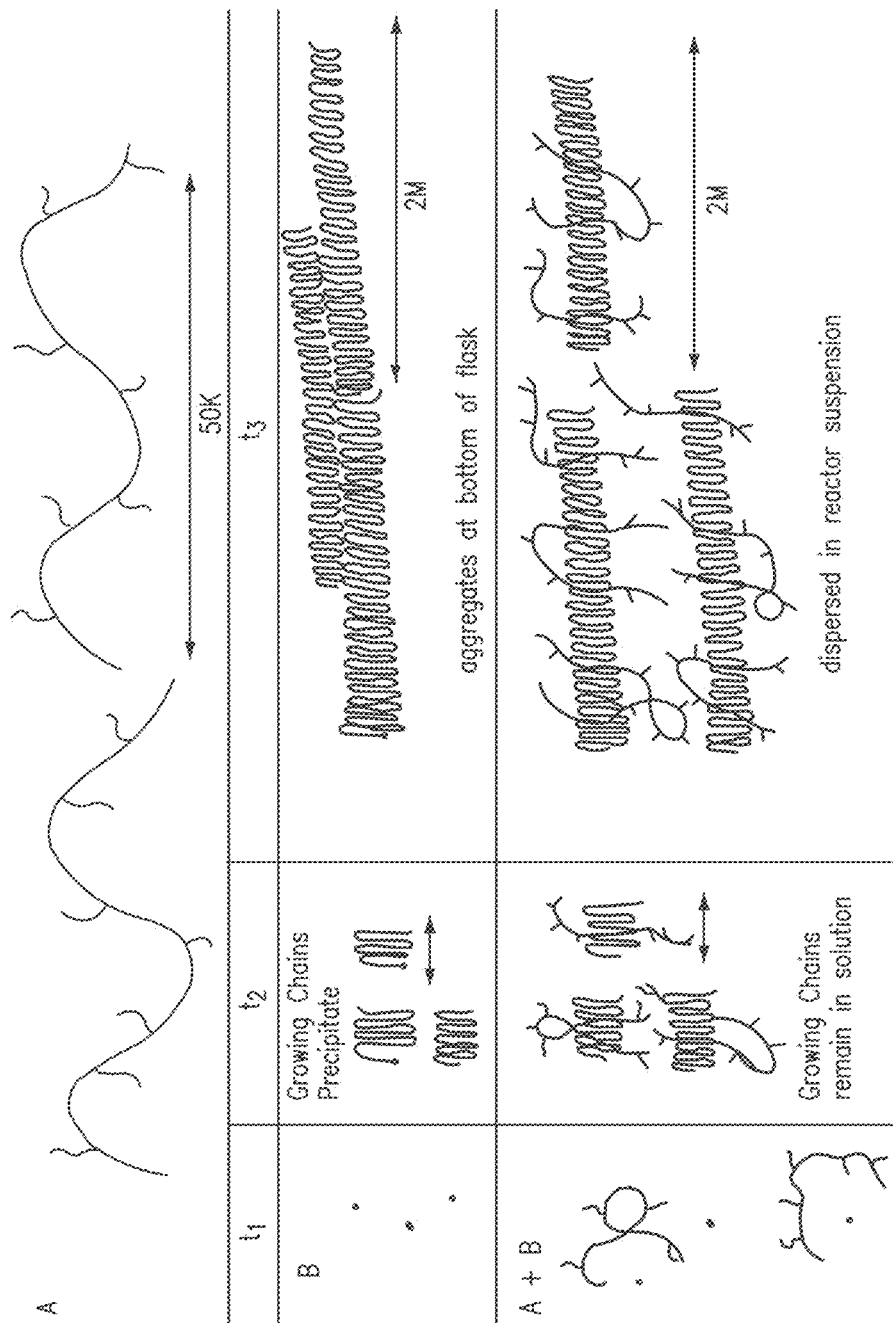 A
50K
t1
t2
t3
B
Growing Chains
Precipitate
2M
aggregates at bottom of flask
A + B
Growing Chains
remain in solution
2M
dispersed in reactor suspension